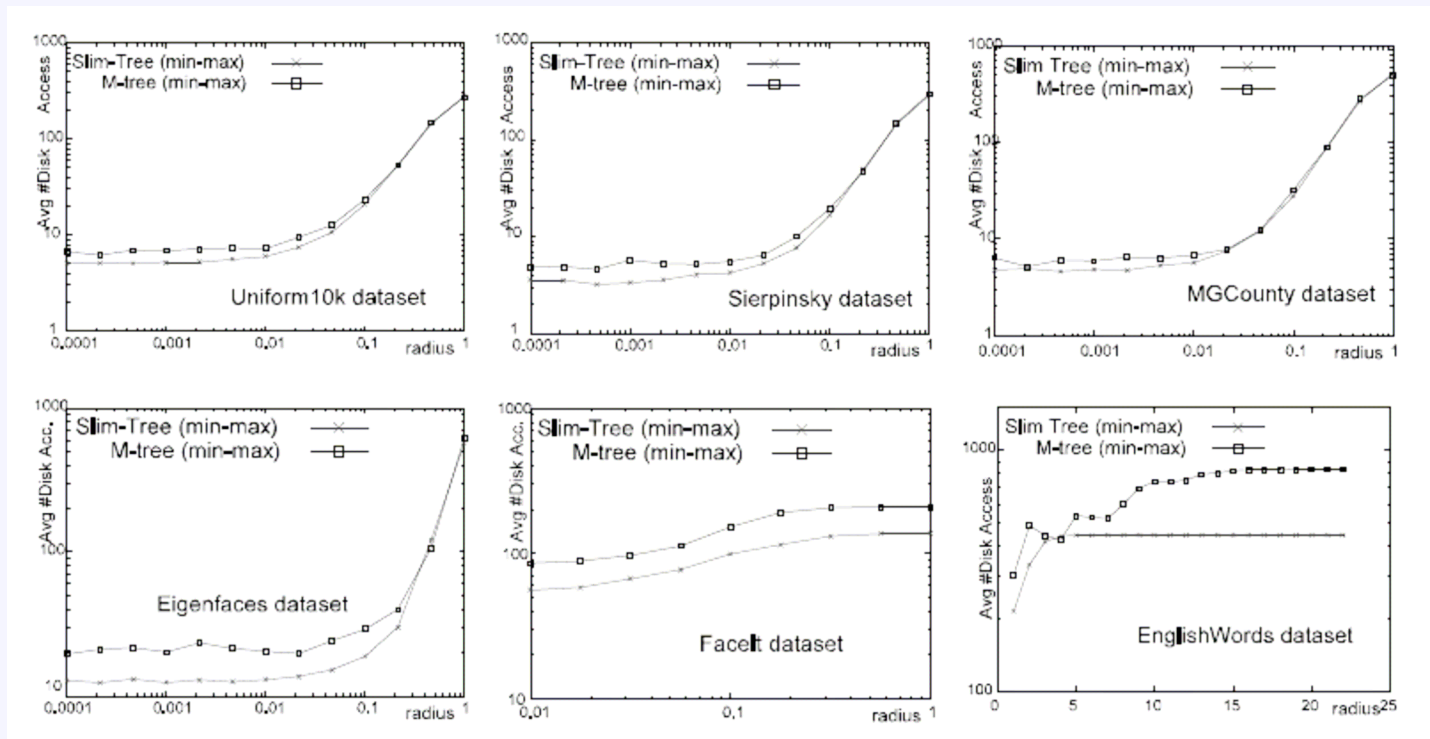 1000
Slim-Tree (min-max)
M-tree (min-max)
Avg #Disk Access
100
10
Uniform10k dataset
1
0.0001 0.001 0.01 0.1 radius 1
1000
Slim-Tree (min-max)
M-tree (min-max)
Avg #Disk Access
100
10
Sierpinsky dataset
1
0.0001 0.001 0.01 0.1 radius 1
1000
Slim Tree (min-max)
M-tree (min-max)
Avg #Disk Access
100
10
MGCounty dataset
1
0.0001 0.001 0.01 0.1 radius 1
1000
Slim-Tree (min-max)
M-tree (min-max)
Avg #Disk Acc.
100
Eigenfaces dataset
10
0.0001 0.001 0.01 0.1 radius 1
1000
Slim-Tree (min-max)
M-tree (min-max)
Avg #Disk Acc.
100
FaceIt dataset
10
0.01 0.1 radius 1
Slim Tree (min-max)
1000
M-tree (min-max)
Avg #Disk Access
EnglishWords dataset
100
0 5 10 15 20 radius 25